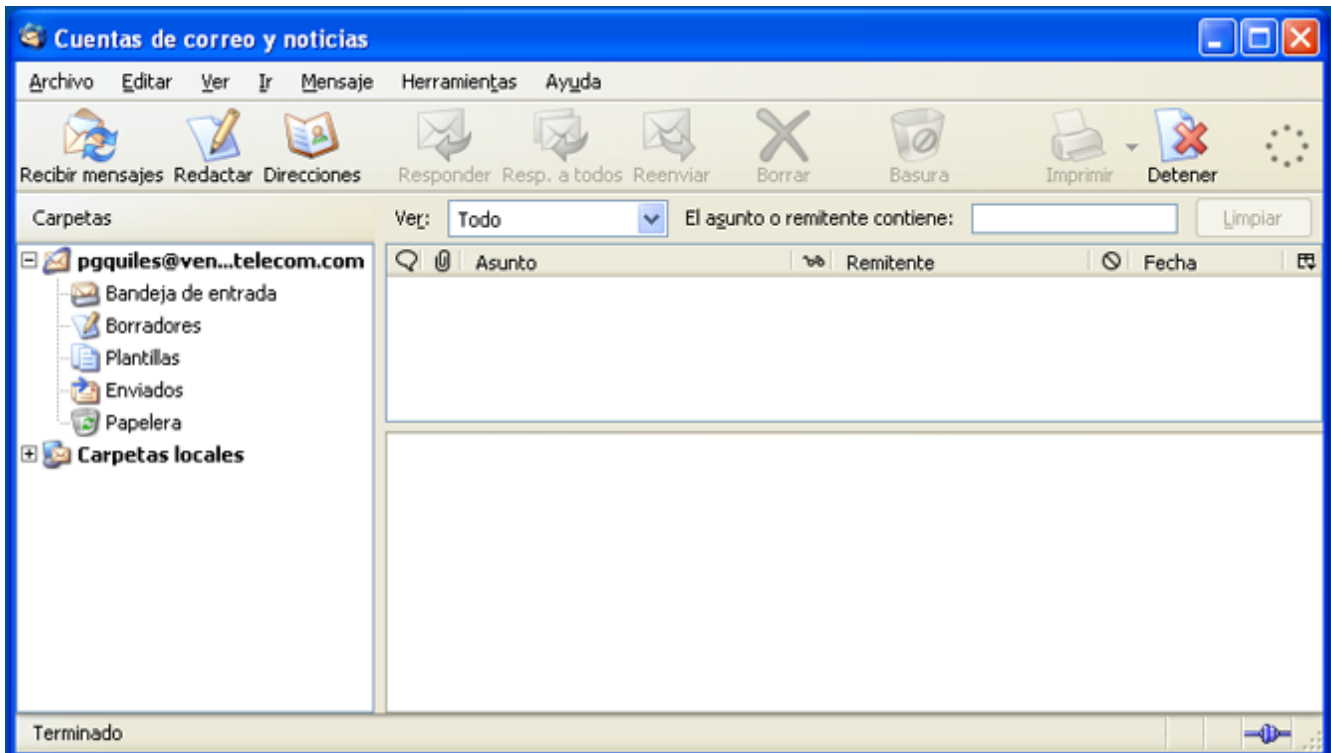 Cuentas de correo y noticias
Archivo Editar Ver Ir Mensaje Herramientas Ayuda
Recibir mensajes Redactar Direcciones Responder Resp. a todos Reenviar Borrar Basura Imprimir Detener
Carpetas Ver: Todo El asunto o remitente contiene: Limpiar
pgquiles@ven...telecom.com Asunto Remitente Fecha
Bandeja de entrada
Borradores
Plantillas
Enviados
Papelera
Carpetas locales
Terminado